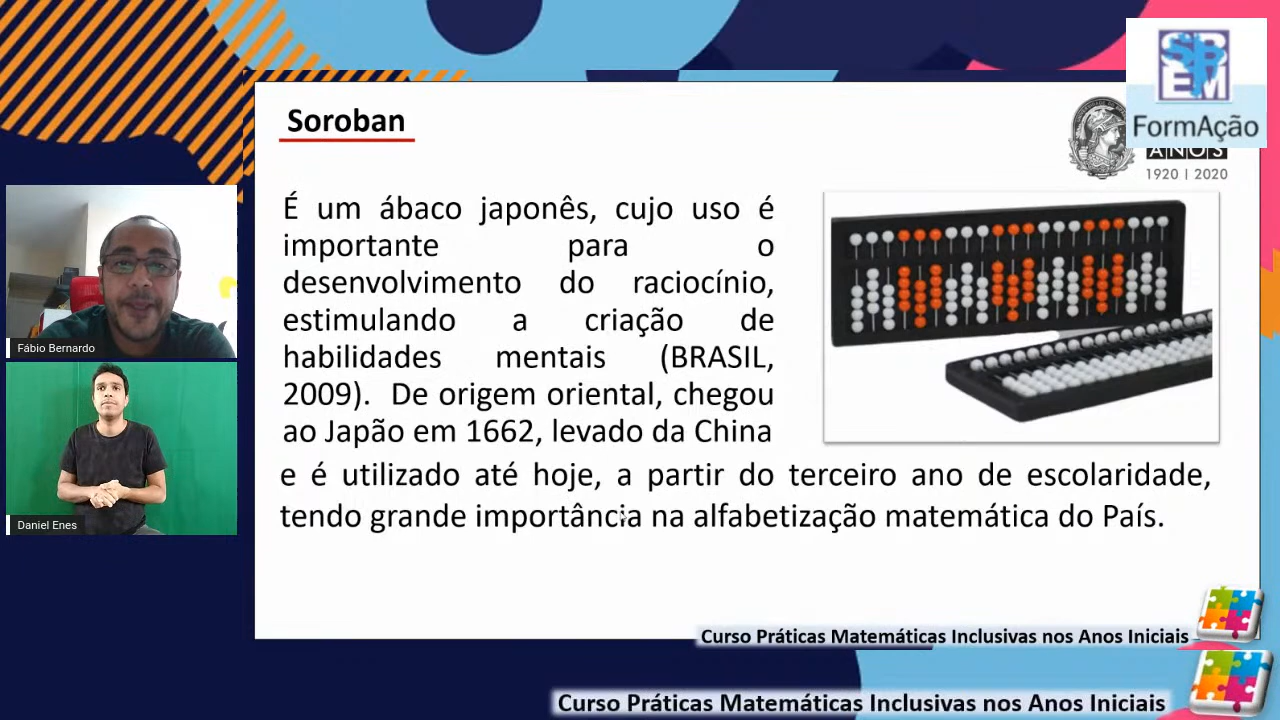 SBEM
FormAção
Soroban
ANOS
1920 | 2020
É um ábaco japonês, cujo uso é
importante para o
desenvolvimento do raciocínio,
estimulando a criação de
habilidades mentais (BRASIL,
2009). De origem oriental, chegou
ao Japão em 1662, levado da China
e é utilizado até hoje, a partir do terceiro ano de escolaridade,
tendo grande importância na alfabetização matemática do País.
Fábio Bernardo
Daniel Enes
Curso Práticas Matemáticas Inclusivas nos Anos Iniciais
Curso Práticas Matemáticas Inclusivas nos Anos Iniciais